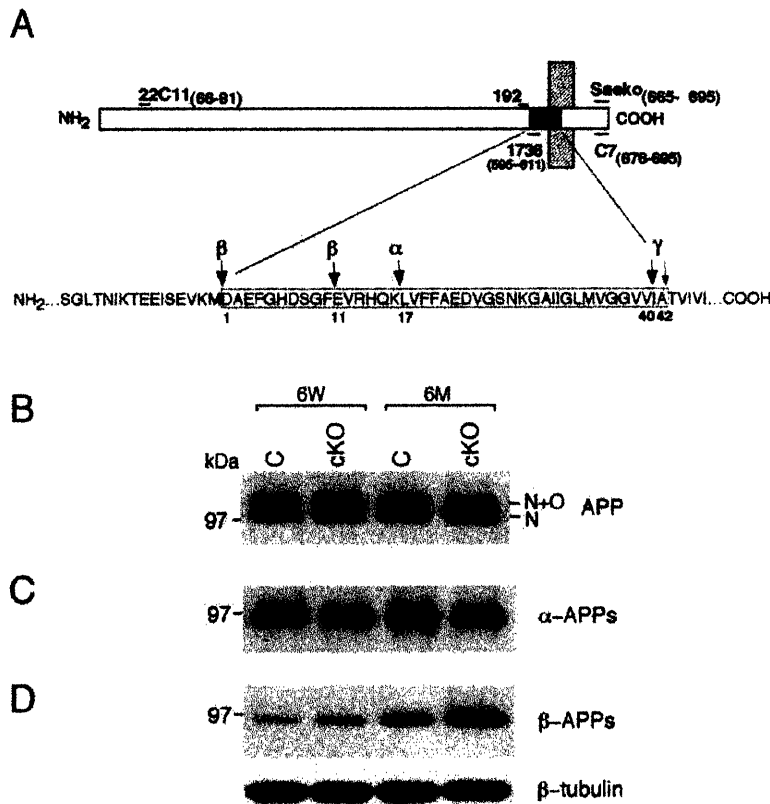 A
22C11(66-81)
192
Saeko(665-695)
NH2
COOH
1736
(595-611)
C7(676-695)
β β α γ
NH2...SGLTNIKTEEISEVKMDAEFGHDSGFEVRHQKLVFFAEDVGSNKGAIIGLMVGGVVIATVIVI...COOH
1 11 17 40 42
B
6W 6M
kDa C cKO C cKO
97 N+O APP
N
C
97 α-APPs
D
97 β-APPs
β-tubulin